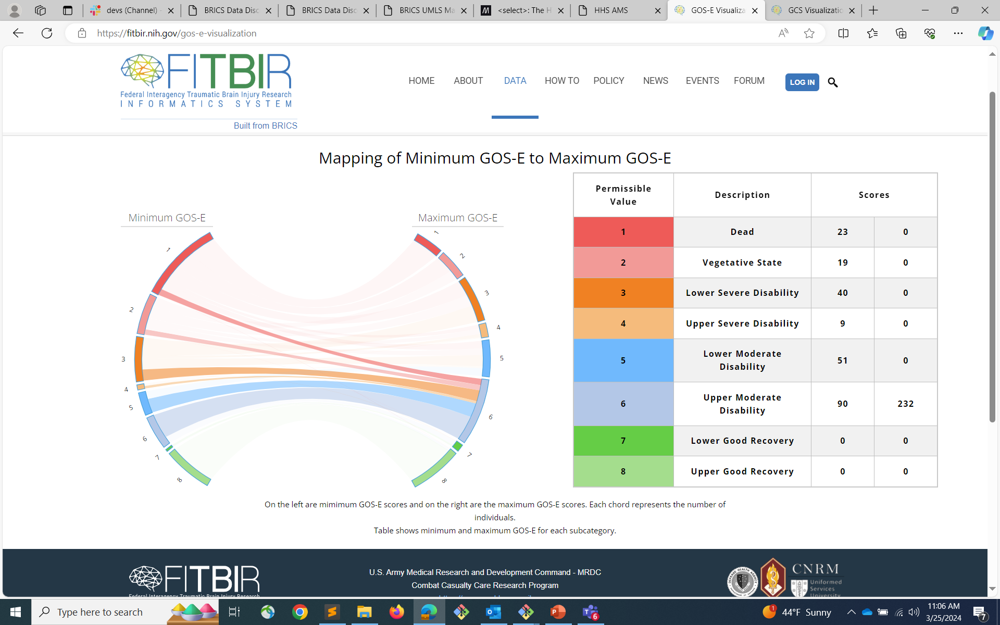 devs (Channel) -
BRICS Data Disc
BRICS Data Disc
BRICS UMLS Ma
<select>: The H
HHS AMS
GOS-E Visualiza
GCS Visualizatio
https://fitbir.nih.gov/gos-e-visualization
FITBIR
Federal Interagency Traumatic Brain Injury Research
INFORMATICS SYSTEM
Built from BRICS
HOME
ABOUT
DATA
HOW TO
POLICY
NEWS
EVENTS
FORUM
LOG IN
Mapping of Minimum GOS-E to Maximum GOS-E
Minimum GOS-E
1
2
3
4
5
6
7
8
Maximum GOS-E
1
2
3
4
5
6
7
8
Permissible
Value
Description
Scores
1 Dead 23 0
2 Vegetative State 19 0
3 Lower Severe Disability 40 0
4 Upper Severe Disability 9 0
5 Lower Moderate
Disability 51 0
6 Upper Moderate
Disability 90 232
7 Lower Good Recovery 0 0
8 Upper Good Recovery 0 0
On the left are mimimum GOS-E scores and on the right are the maximum GOS-E scores. Each chord represents the number of
individuals.
Table shows minimum and maximum GOS-E for each subcategory.
FITBIR
Federal Interagency Traumatic Brain Injury Research
U.S. Army Medical Research and Development Command - MRDC
Combat Casualty Care Research Program
DEFENSE HEALTH AGENCY
CNRM
Uniformed
Services
University
Type here to search
6
1
44°F Sunny
11:06 AM
3/25/2024
7